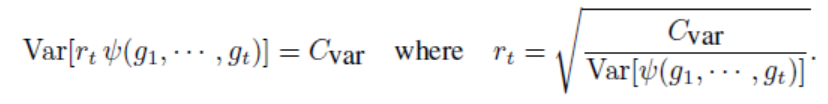 Var[r_t ψ(g_1, ⋯ , g_t)] = C_var where r_t = √(C_var / Var[ψ(g_1, ⋯ , g_t)]).